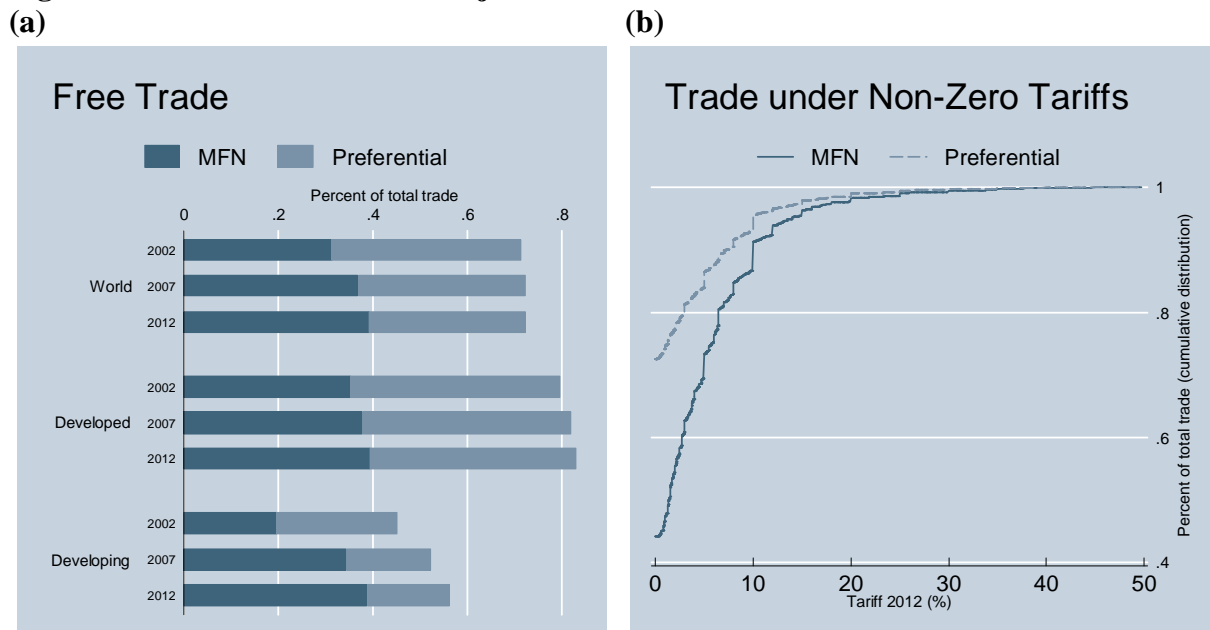 (a)
Free Trade
MFN Preferential
Percent of total trade
0 .2 .4 .6 .8
2002
World 2007
2012
2002
Developed 2007
2012
2002
Developing 2007
2012
(b)
Trade under Non-Zero Tariffs
MFN Preferential
1
.8
.6
.4
Percent of total trade (cumulative distribution)
0 10 20 30 40 50
Tariff 2012 (%)